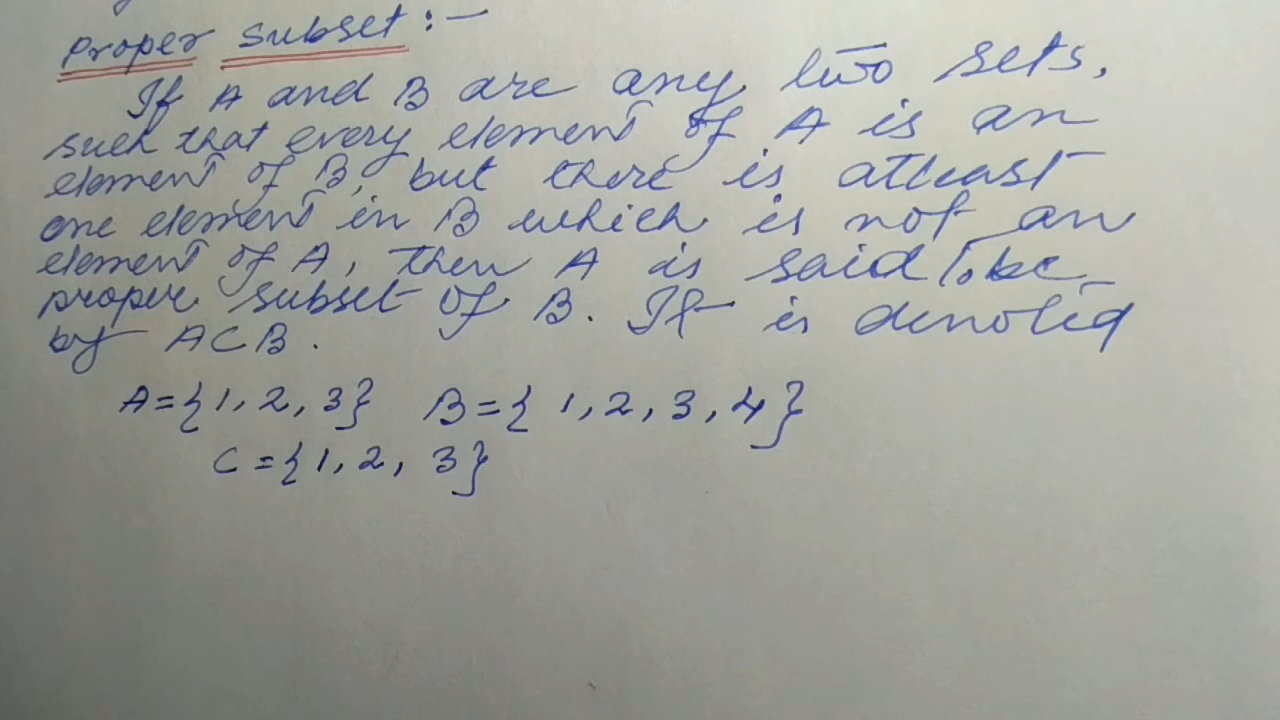 Proper Subset :-
If A and B are any two sets,
such that every element of A is an
element of B, but there is atleast
one element in B which is not an
element of A, then A is said to be
proper subset of B. It is denoted
by A⊂B.
A={1,2,3} B={1,2,3,4}
C={1,2,3}